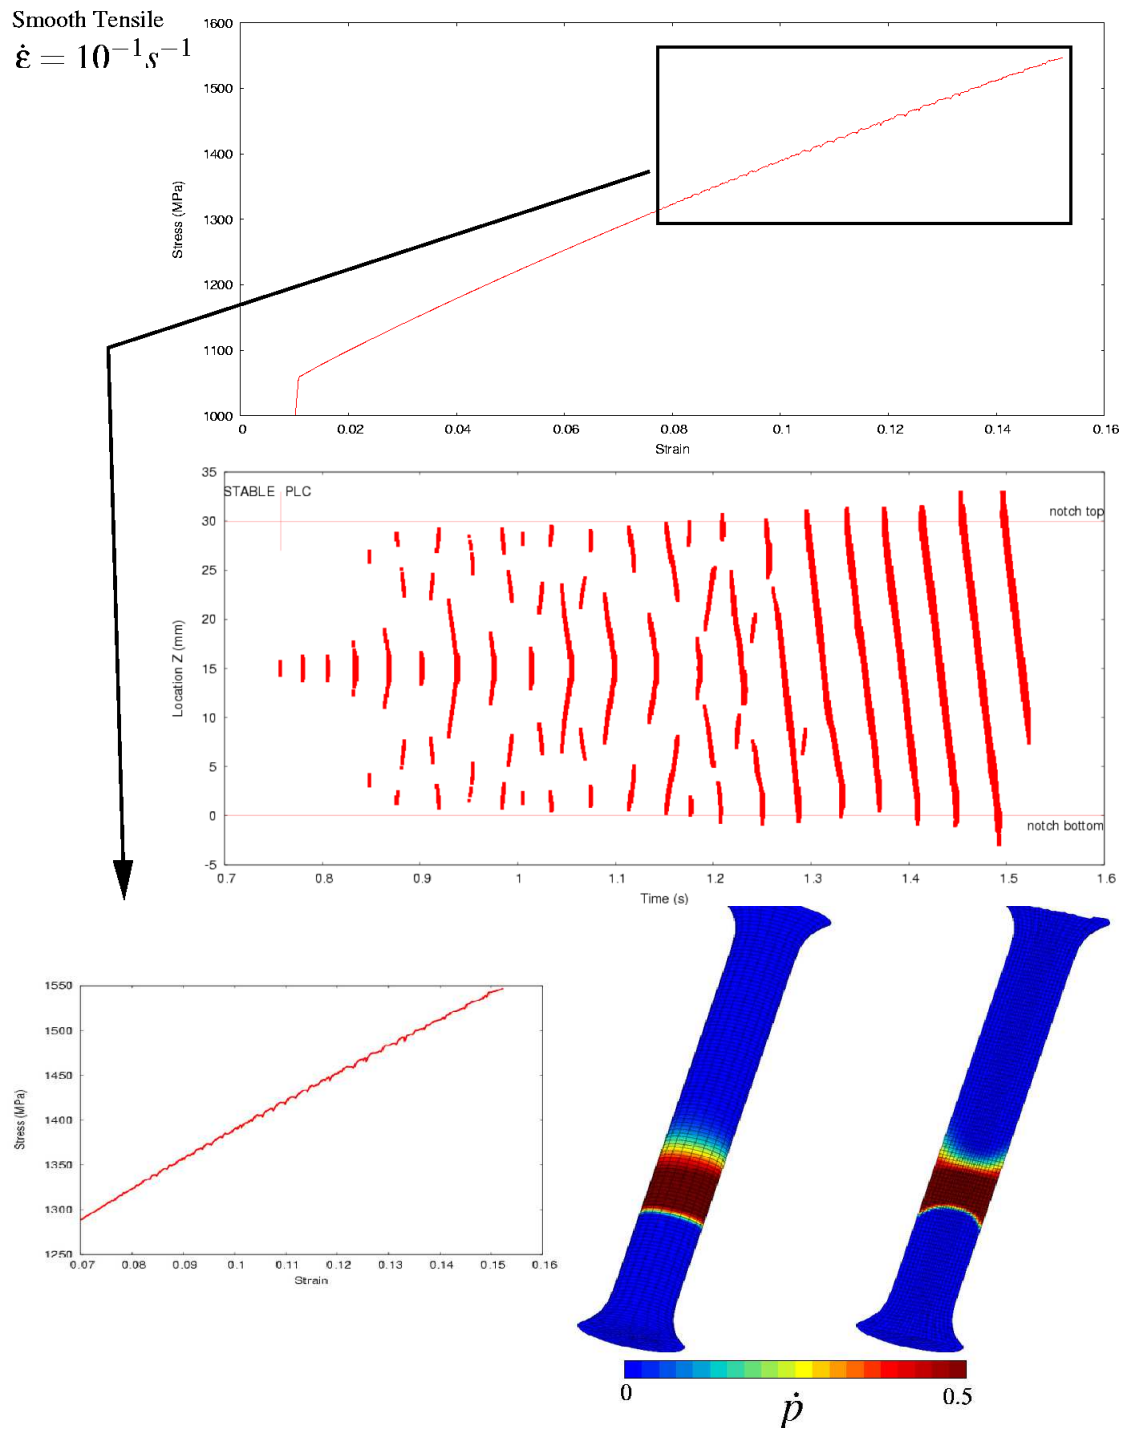 Smooth Tensile
ε̇ = 10⁻¹s⁻¹
1600
1500
1400
1300
1200
1100
1000
Stress (MPa)
0 0.02 0.04 0.06 0.08 0.1 0.12 0.14 0.16
Strain
35
30
25
20
15
10
5
0
-5
Location Z (mm)
STABLE PLC
notch top
notch bottom
0.7 0.8 0.9 1 1.1 1.2 1.3 1.4 1.5 1.6
Time (s)
1550
1500
1450
1400
1350
1300
1250
Stress (MPa)
0.07 0.08 0.09 0.1 0.11 0.12 0.13 0.14 0.15 0.16
Strain
0 0.5
ṗ